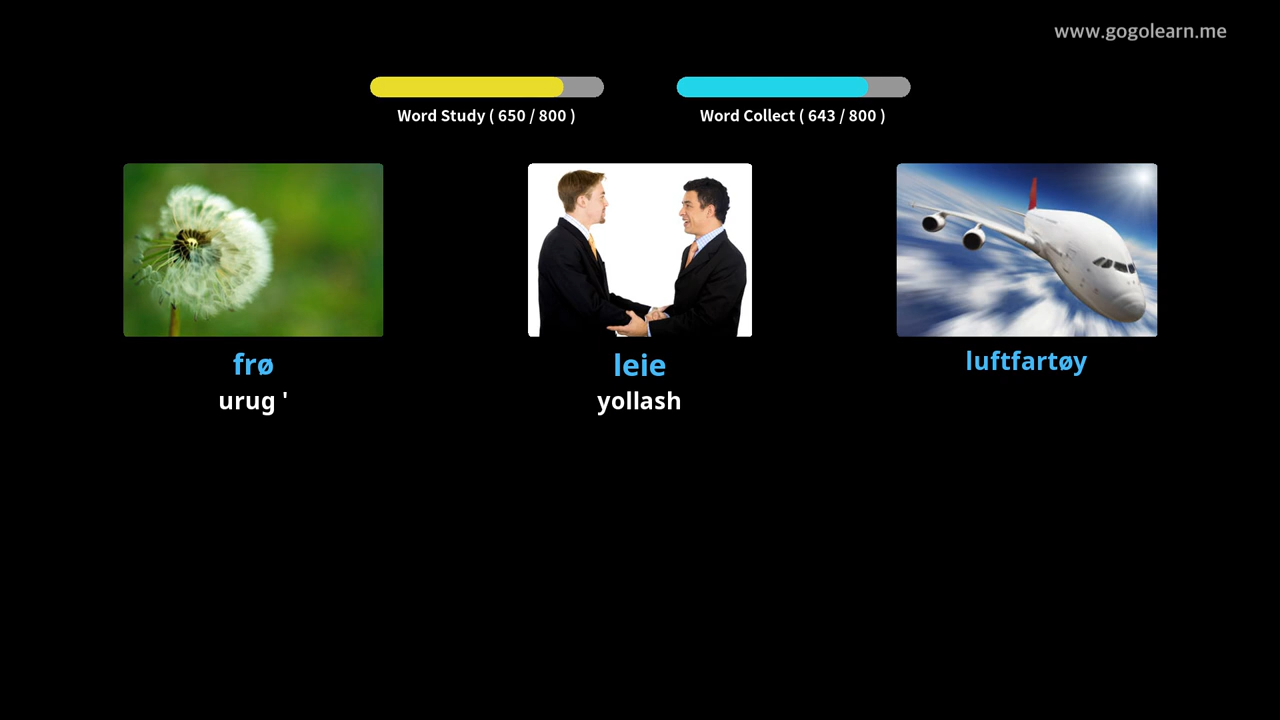 www.gogolearn.me
Word Study ( 650 / 800 )
Word Collect ( 643 / 800 )
frø
leie
luftfartøy
urug '
yollash